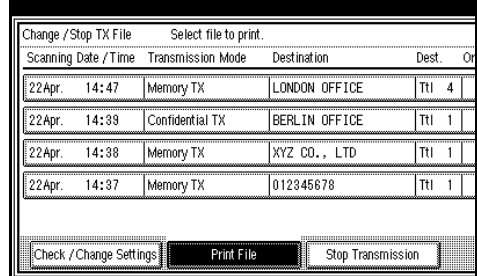 Change / Stop TX File Select file to print.
Scanning Date / Time Transmission Mode Destination Dest. Or
22Apr. 14:47 Memory TX LONDON OFFICE Ttl 4
22Apr. 14:39 Confidential TX BERLIN OFFICE Ttl 1
22Apr. 14:38 Memory TX XYZ CO., LTD Ttl 1
22Apr. 14:37 Memory TX 012345678 Ttl 1
Check / Change Settings Print File Stop Transmission